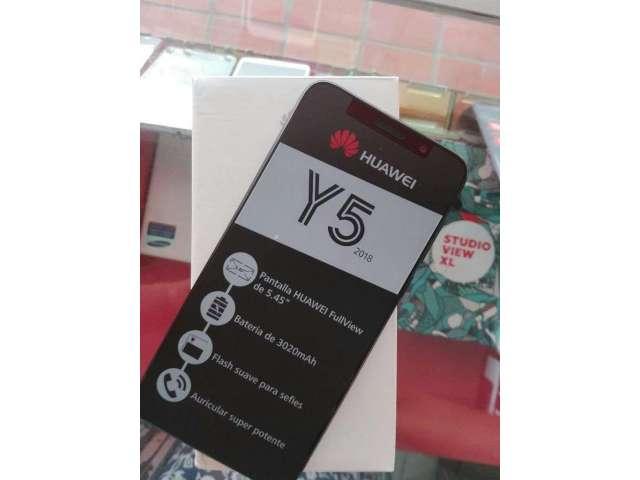 HUAWEI
Y5
2018
Pantalla HUAWEI FullView
de 5.45"
Batería de 3020mAh
Flash suave para sefies
Auricular super potente
STUDIO
VIEW
XL